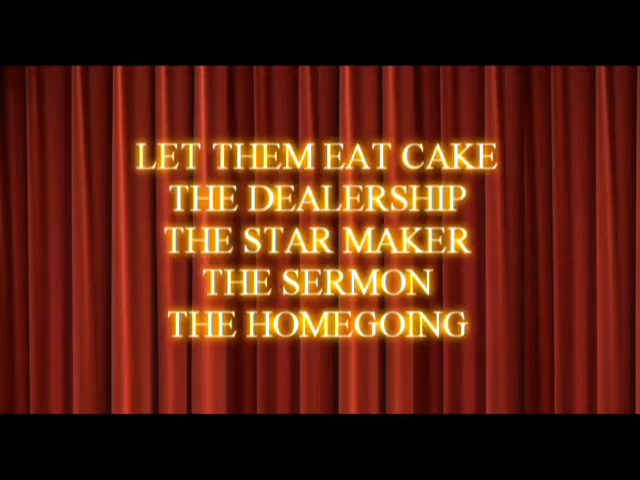 LET THEM EAT CAKE
THE DEALERSHIP
THE STAR MAKER
THE SERMON
THE HOMEGOING